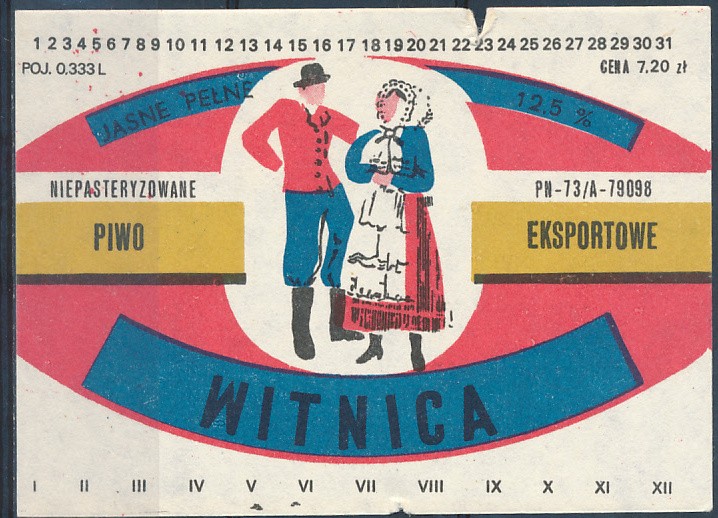 1 2 3 4 5 6 7 8 9 10 11 12 13 14 15 16 17 18 19 20 21 22 23 24 25 26 27 28 29 30 31
POJ. 0.333 L
CENA 7.20 zł
JASNE PEŁNE
12,5 %
NIEPASTERYZOWANE
PN-73/A-79098
PIWO
EKSPORTOWE
WITNICA
I II III IV V VI VII VIII IX X XI XII